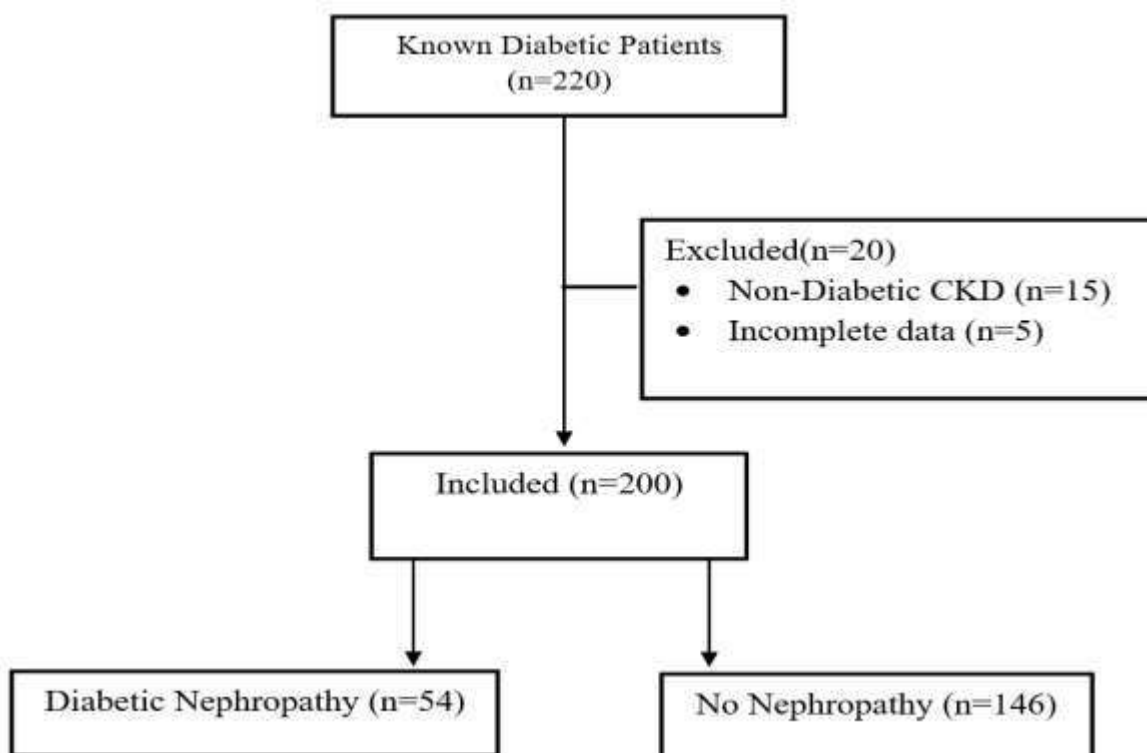 Known Diabetic Patients
(n=220)
Excluded(n=20)
• Non-Diabetic CKD (n=15)
• Incomplete data (n=5)
Included (n=200)
Diabetic Nephropathy (n=54)
No Nephropathy (n=146)